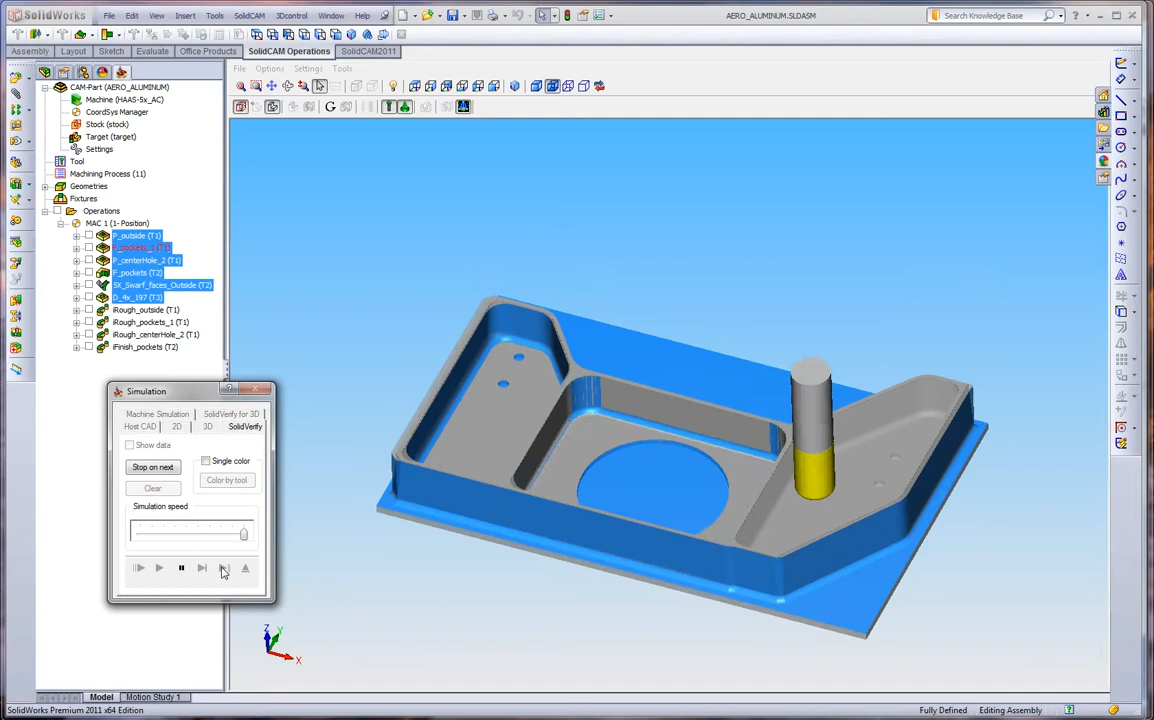 SolidWorks
File Edit View Insert Tools SolidCAM 3Dcontrol Window Help
AERO_ALUMINUM.SLDASM
Search Knowledge Base
Assembly Layout Sketch Evaluate Office Products SolidCAM Operations SolidCAM2011
File Options Settings Tools
CAM-Part (AERO_ALUMINUM)
Machine (HAAS-5x_AC)
CoordSys Manager
Stock (stock)
Target (target)
Settings
Tool
Machining Process (11)
Geometries
Fixtures
Operations
MAC 1 (1- Position)
P_outside (T1)
P_pockets_1 (T1)
P_centerHole_2 (T1)
F_pockets (T2)
5X_Swarf_faces_Outside (T2)
D_4x_197 (T3)
iRough_outside (T1)
iRough_pockets_1 (T1)
iRough_centerHole_2 (T1)
iFinish_pockets (T2)
Simulation
Machine Simulation SolidVerify for 3D
Host CAD 2D 3D SolidVerify
Show data
Stop on next
Single color
Clear
Color by tool
Simulation speed
Z
Y
X
Model Motion Study 1
SolidWorks Premium 2011 x64 Edition
Fully Defined Editing Assembly